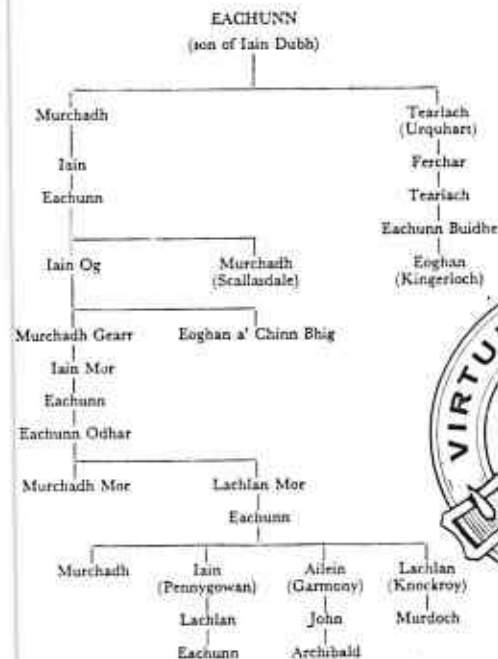 EACHUNN
(son of Iain Dubh)
Murchadh
Tearlach
(Urquhart)
Iain
Ferchar
Eachunn
Tearlach
Eachunn Buidhe
Iain Og
Murchadh
(Scallasdale)
Eoghan
(Kingerloch)
Murchadh Gearr
Eoghan a' Chinn Bhig
Iain Mor
Eachunn
Eachunn Odhar
Murchadh Mor
Lachlan Mor
Eachunn
Murchadh
Iain
(Pennygowan)
Ailein
(Garmony)
Lachlan
(Knockroy)
Lachlan
John
Murdoch
Eachunn
Archibald
VIRTU